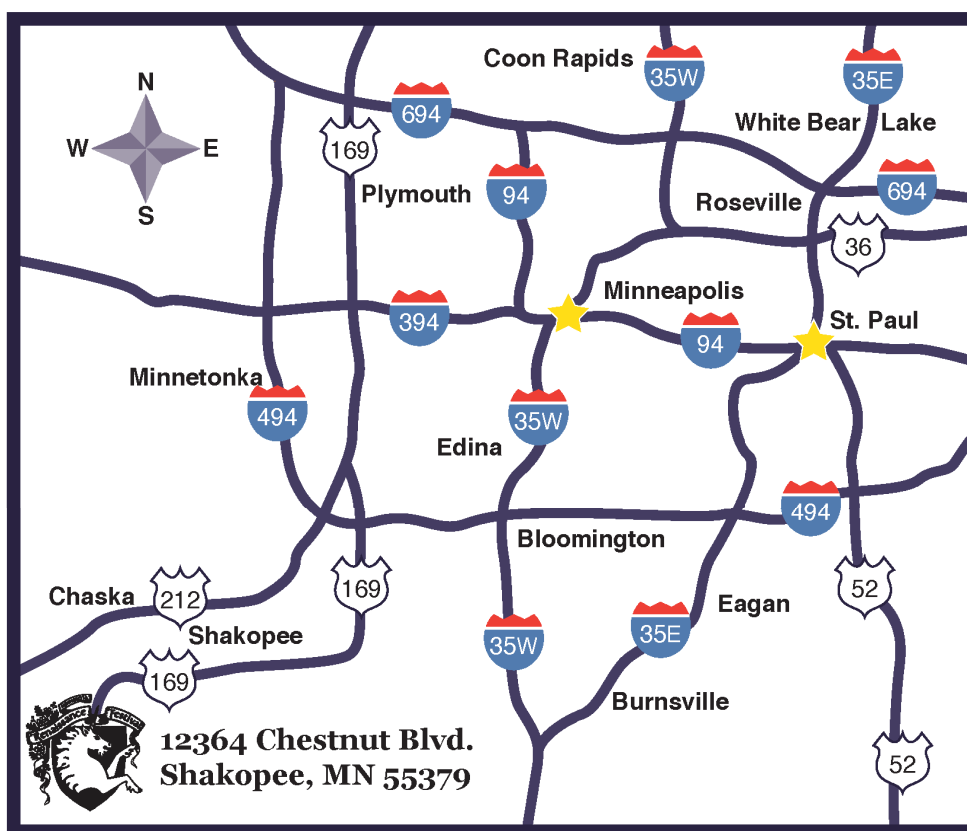 Coon Rapids
35W
35E
N
694
White Bear Lake
169
W
E
Plymouth
94
694
Roseville
S
36
Minneapolis
394
94
St. Paul
Minnetonka
494
35W
Edina
494
Bloomington
Chaska
212
169
52
Eagan
Shakopee
35W
35E
169
Burnsville
Renaissance
Festival
12364 Chestnut Blvd.
52
Shakopee, MN 55379